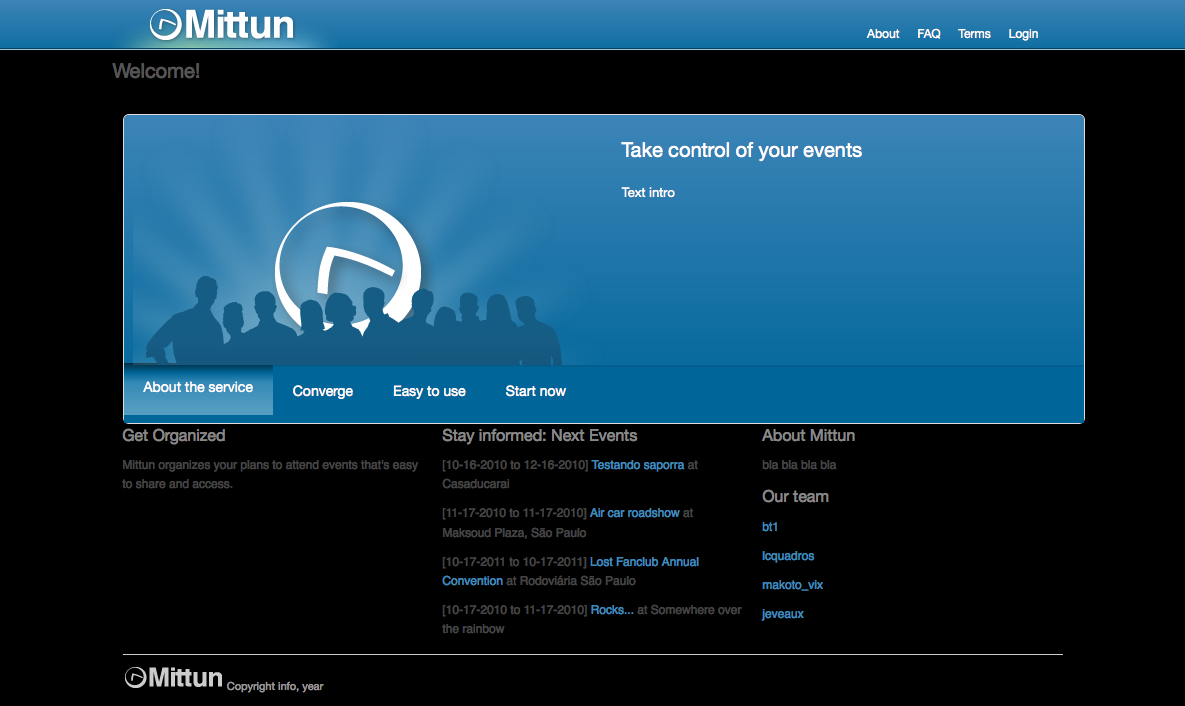 Mittun
About FAQ Terms Login
Welcome!
Take control of your events
Text intro
About the service Converge Easy to use Start now
Get Organized
Mittun organizes your plans to attend events that's easy
to share and access.
Stay informed: Next Events
[10-16-2010 to 12-16-2010] Testando saporra at
Casaducarai
[11-17-2010 to 11-17-2010] Air car roadshow at
Maksoud Plaza, São Paulo
[10-17-2011 to 10-17-2011] Lost Fanclub Annual
Convention at Rodoviária São Paulo
[10-17-2010 to 11-17-2010] Rocks... at Somewhere over
the rainbow
About Mittun
bla bla bla bla
Our team
bt1
lcquadros
makoto_vix
jeveaux
Mittun Copyright info, year